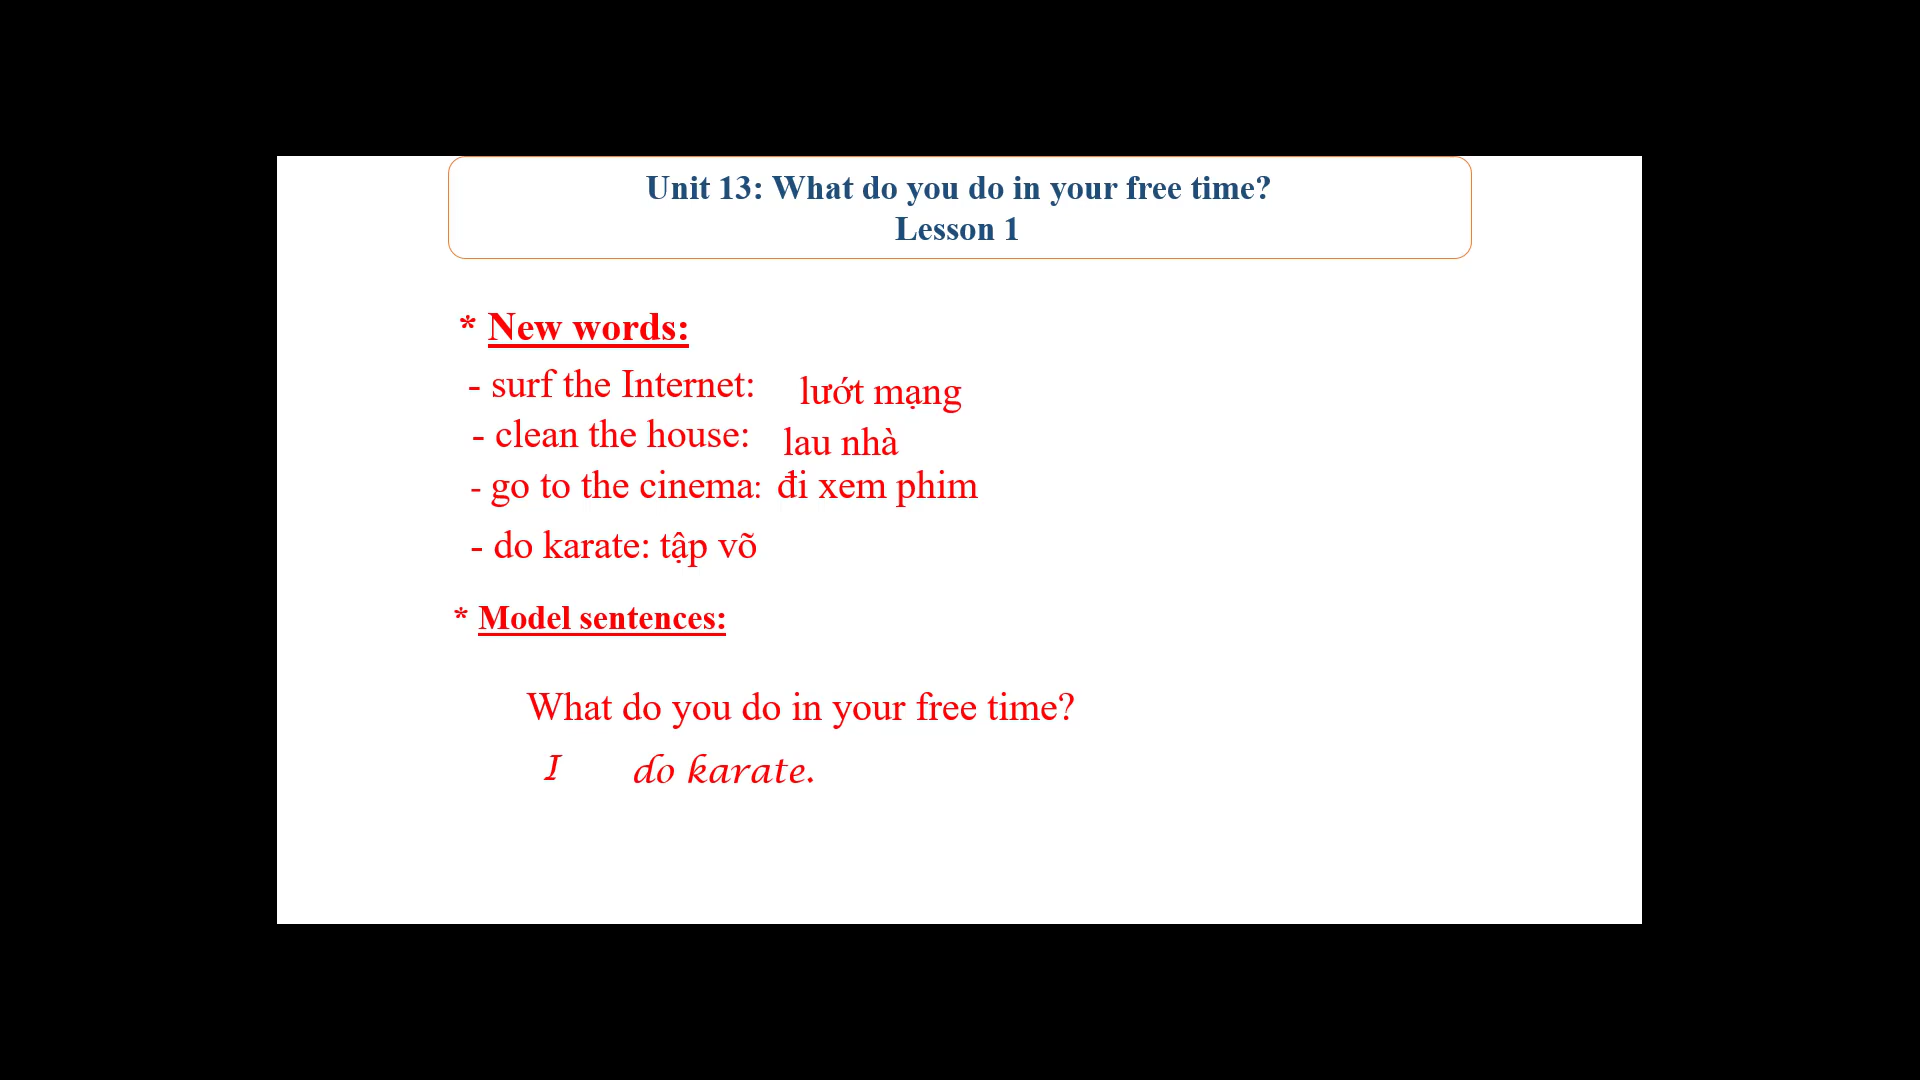 Unit 13: What do you do in your free time?
Lesson 1
* New words:
- surf the Internet: lướt mạng
- clean the house: lau nhà
- go to the cinema: đi xem phim
- do karate: tập võ
* Model sentences:
What do you do in your free time?
I do karate.